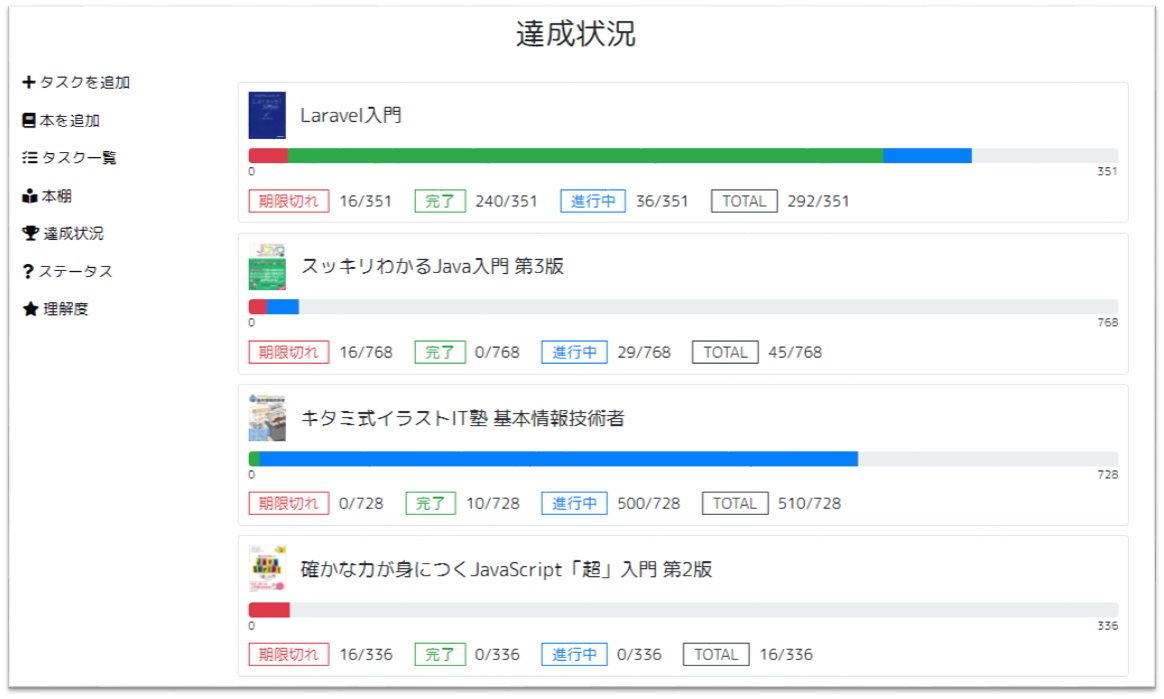 達成状況
タスクを追加
本を追加
タスク一覧
本棚
達成状況
ステータス
理解度
Laravel入門
0 351
期限切れ 16/351 完了 240/351 進行中 36/351 TOTAL 292/351
スッキリわかるJava入門 第3版
0 768
期限切れ 16/768 完了 0/768 進行中 29/768 TOTAL 45/768
キタミ式イラストIT塾 基本情報技術者
0 728
期限切れ 0/728 完了 10/728 進行中 500/728 TOTAL 510/728
確かな力が身につくJavaScript「超」入門 第2版
0 336
期限切れ 16/336 完了 0/336 進行中 0/336 TOTAL 16/336